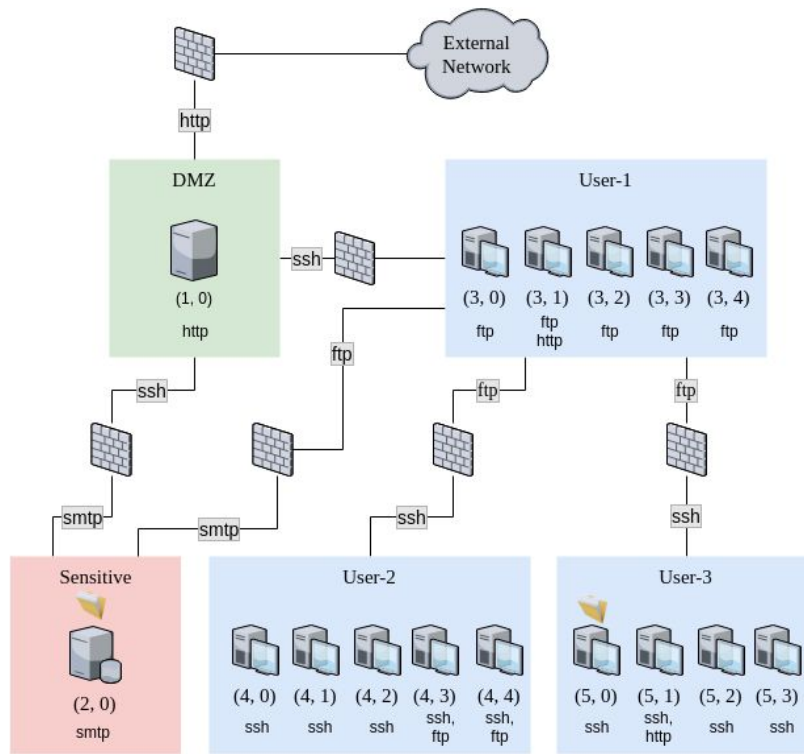 External
Network
http
DMZ
(1, 0)
http
ssh
User-1
(3, 0) (3, 1) (3, 2) (3, 3) (3, 4)
ftp ftp ftp ftp ftp
http
ftp
ssh
smtp
smtp
ftp
ssh
ftp
ssh
Sensitive
(2, 0)
smtp
User-2
(4, 0) (4, 1) (4, 2) (4, 3) (4, 4)
ssh ssh ssh ssh, ssh,
ftp ftp
User-3
(5, 0) (5, 1) (5, 2) (5, 3)
ssh ssh, ssh ssh
http